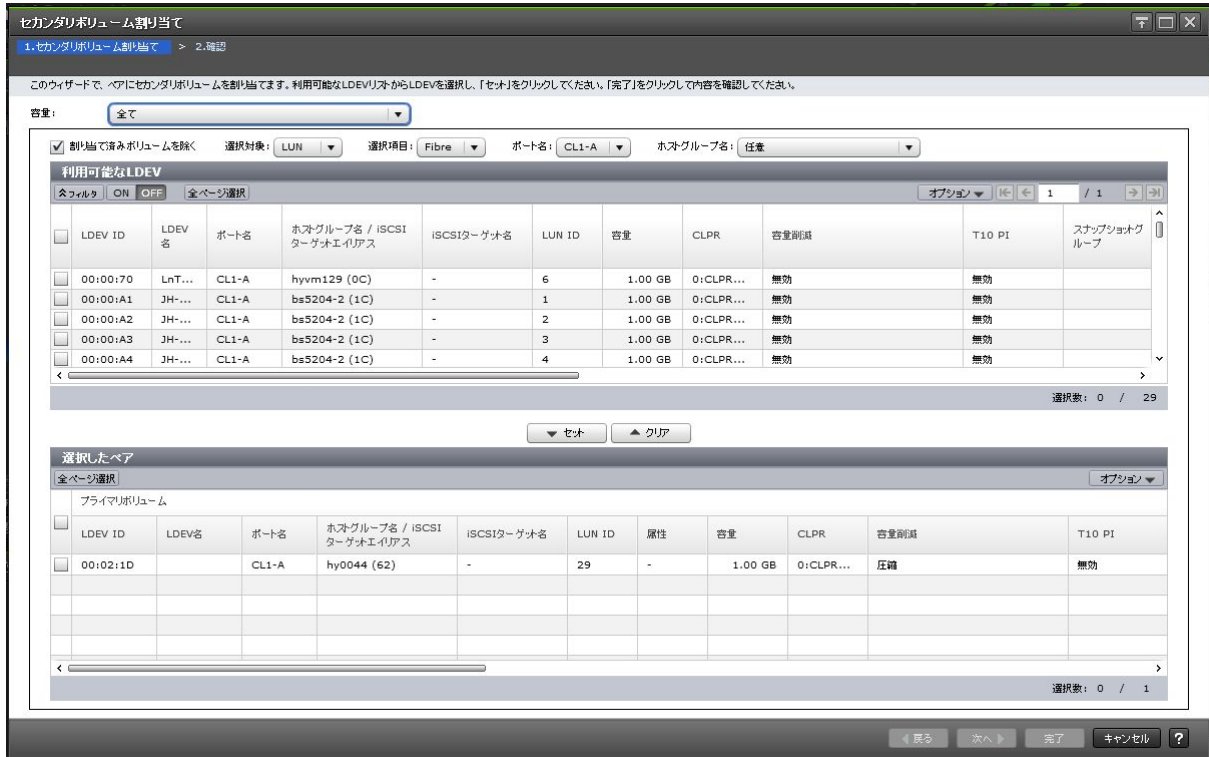 セカンダリボリューム割り当て
1.セカンダリボリューム割り当て > 2.確認
このウィザードで、ペアにセカンダリボリュームを割り当てます。利用可能なLDEVリストからLDEVを選択し、「セット」をクリックしてください。「完了」をクリックして内容を確認してください。
容量: 全て
割り当て済みボリュームを除く 選択対象: LUN 選択項目: Fibre ポート名: CL1-A ホストグループ名: 任意
利用可能なLDEV
フィルタ ON OFF 全ページ選択 オプション 1 / 1
LDEV ID LDEV名 ポート名 ホストグループ名 / iSCSIターゲットエイリアス iSCSIターゲット名 LUN ID 容量 CLPR 容量削減 T10 PI スナップショットグループ
00:00:70 LnT... CL1-A hyvm129 (0C) - 6 1.00 GB 0:CLPR... 無効 無効
00:00:A1 JH-... CL1-A bs5204-2 (1C) - 1 1.00 GB 0:CLPR... 無効 無効
00:00:A2 JH-... CL1-A bs5204-2 (1C) - 2 1.00 GB 0:CLPR... 無効 無効
00:00:A3 JH-... CL1-A bs5204-2 (1C) - 3 1.00 GB 0:CLPR... 無効 無効
00:00:A4 JH-... CL1-A bs5204-2 (1C) - 4 1.00 GB 0:CLPR... 無効 無効
選択数: 0 / 29
セット クリア
選択したペア
全ページ選択 オプション
プライマリボリューム
LDEV ID LDEV名 ポート名 ホストグループ名 / iSCSIターゲットエイリアス iSCSIターゲット名 LUN ID 属性 容量 CLPR 容量削減 T10 PI
00:02:1D CL1-A hy0044 (62) - 29 - 1.00 GB 0:CLPR... 圧縮 無効
選択数: 0 / 1
戻る 次へ 完了 キャンセル ?